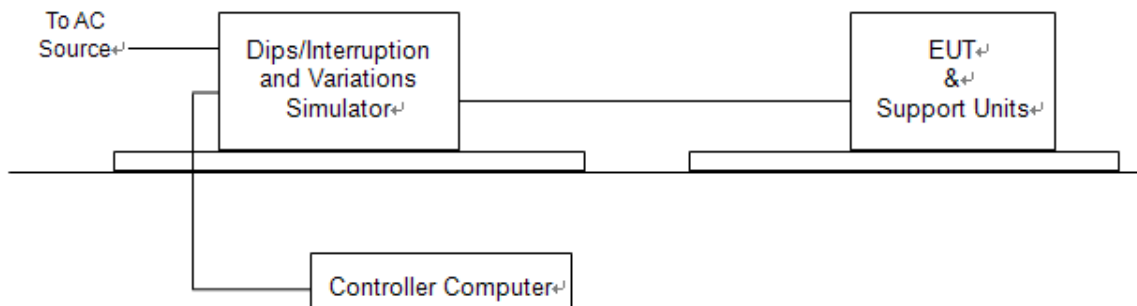 To AC
Source↵
Dips/Interruption
and Variations
Simulator↵
EUT↵
&↵
Support Units↵
Controller Computer↵